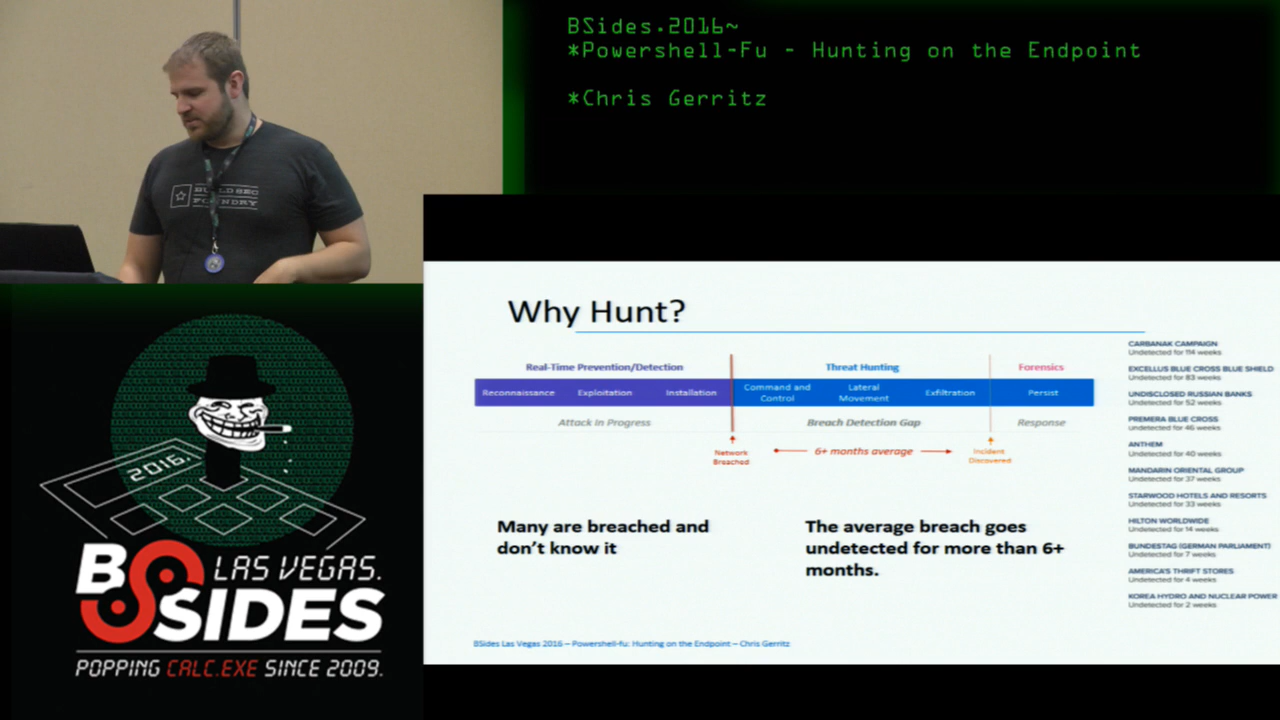 BSides.2016~
*Powershell-Fu - Hunting on the Endpoint
*Chris Gerritz
BUILD SEC
FOUNDRY
Why Hunt?
Real-Time Prevention/Detection
Threat Hunting
Forensics
Reconnaissance
Exploitation
Installation
Command and
Control
Lateral
Movement
Exfiltration
Persist
Attack In Progress
Breach Detection Gap
Response
Network
Breached
6+ months average
Incident
Discovered
Many are breached and
don't know it
The average breach goes
undetected for more than 6+
months.
CARBANAK CAMPAIGN
Undetected for 114 weeks
EXCELLUS BLUE CROSS BLUE SHIELD
Undetected for 83 weeks
UNDISCLOSED RUSSIAN BANKS
Undetected for 52 weeks
PREMERA BLUE CROSS
Undetected for 46 weeks
ANTHEM
Undetected for 40 weeks
MANDARIN ORIENTAL GROUP
Undetected for 37 weeks
STARWOOD HOTELS AND RESORTS
Undetected for 33 weeks
HILTON WORLDWIDE
Undetected for 14 weeks
BUNDESTAG (GERMAN PARLIAMENT)
Undetected for 7 weeks
AMERICA'S THRIFT STORES
Undetected for 4 weeks
KOREA HYDRO AND NUCLEAR POWER
Undetected for 2 weeks
BSides Las Vegas 2016 – Powershell-fu: Hunting on the Endpoint – Chris Gerritz
2016.
BSIDES
LAS VEGAS.
POPPING CALC.EXE SINCE 2009.